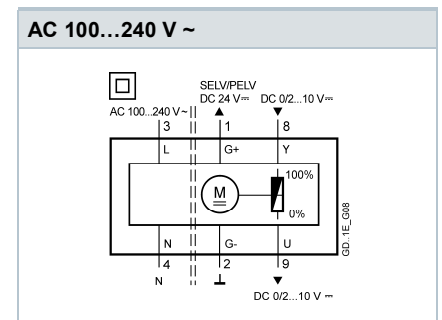 AC 100…240 V ~
SELV/PELV
DC 24 V⎓ DC 0/2...10 V⎓
AC 100...240 V~
3 1 8
L G+ Y
100%
M
0%
N G- U
4 2 9
N
DC 0/2...10 V ⎓
GD..1E_G08